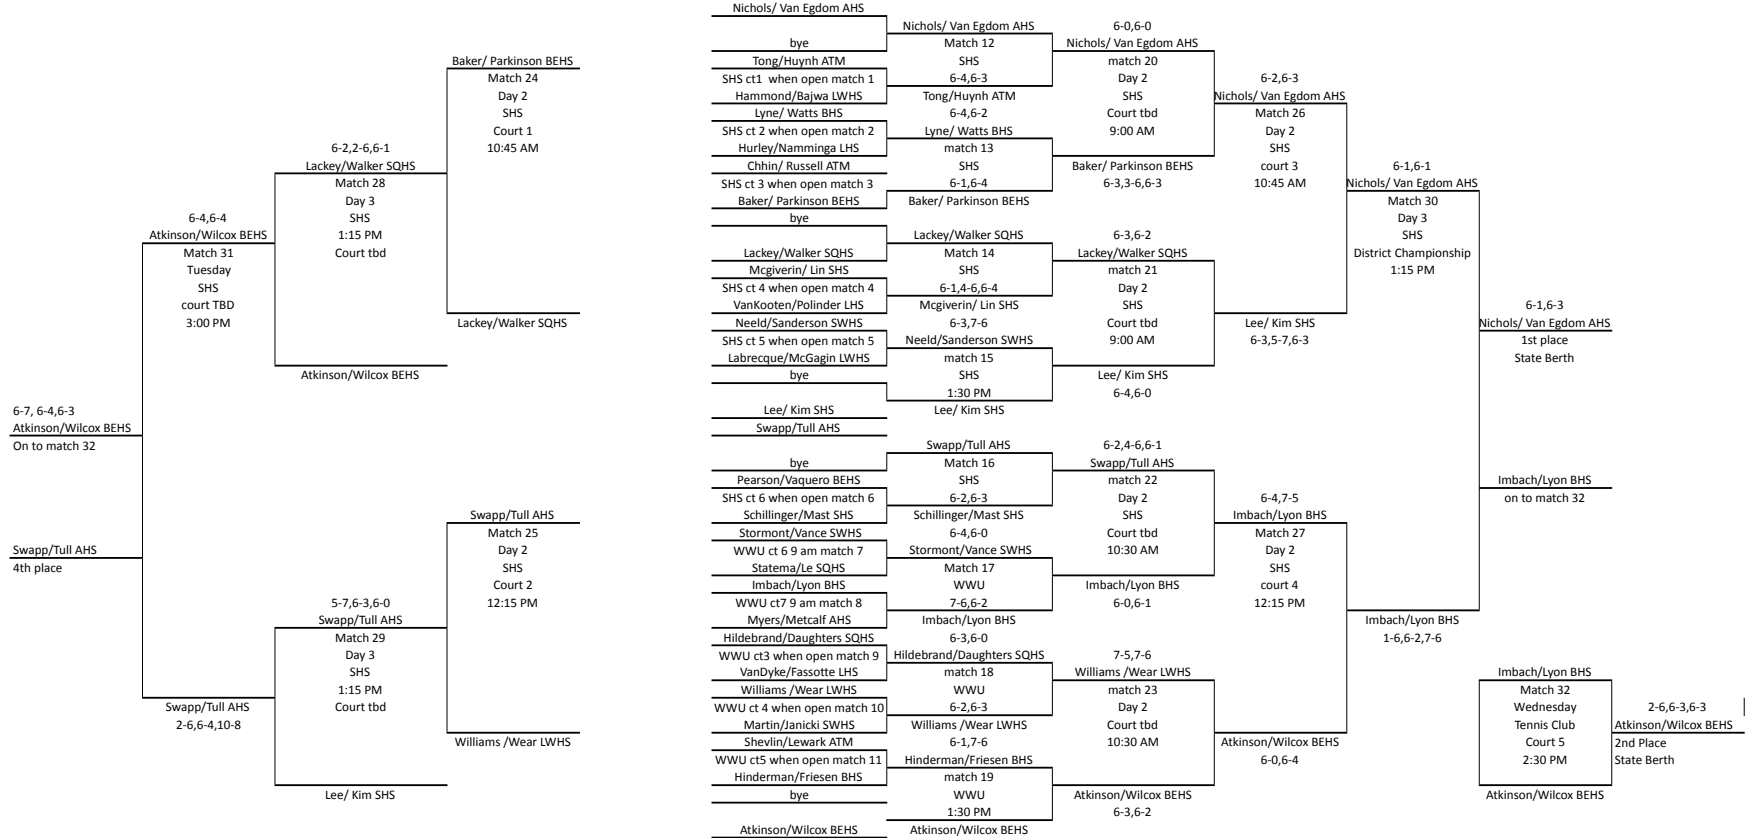 Baker/ Parkinson BEHS
Match 24
Day 2
SHS
Court 1
10:45 AM
6-2,2-6,6-1
Lackey/Walker SQHS
Match 28
Day 3
SHS
1:15 PM
Court tbd
6-4,6-4
Atkinson/Wilcox BEHS
Match 31
Tuesday
SHS
court TBD
3:00 PM
Lackey/Walker SQHS
Atkinson/Wilcox BEHS
6-7, 6-4,6-3
Atkinson/Wilcox BEHS
On to match 32
Swapp/Tull AHS
4th place
Swapp/Tull AHS
Match 25
Day 2
SHS
Court 2
12:15 PM
5-7,6-3,6-0
Swapp/Tull AHS
Match 29
Day 3
SHS
1:15 PM
Court tbd
Swapp/Tull AHS
2-6,6-4,10-8
Williams /Wear LWHS
Lee/ Kim SHS
Nichols/ Van Egdom AHS
bye
Tong/Huynh ATM
SHS ct1  when open match 1
Hammond/Bajwa LWHS
Lyne/ Watts BHS
SHS ct 2 when open match 2
Hurley/Namminga LHS
Chhin/ Russell ATM
SHS ct 3 when open match 3
Baker/ Parkinson BEHS
bye
Lackey/Walker SQHS
Mcgiverin/ Lin SHS
SHS ct 4 when open match 4
VanKooten/Polinder LHS
Neeld/Sanderson SWHS
SHS ct 5 when open match 5
Labrecque/McGagin LWHS
bye
Lee/ Kim SHS
Swapp/Tull AHS
bye
Pearson/Vaquero BEHS
SHS ct 6 when open match 6
Schillinger/Mast SHS
Stormont/Vance SWHS
WWU ct 6 9 am match 7
Statema/Le SQHS
Imbach/Lyon BHS
WWU ct7 9 am match 8
Myers/Metcalf AHS
Hildebrand/Daughters SQHS
WWU ct3 when open match 9
VanDyke/Fassotte LHS
Williams /Wear LWHS
WWU ct 4 when open match 10
Martin/Janicki SWHS
Shevlin/Lewark ATM
WWU ct5 when open match 11
Hinderman/Friesen BHS
bye
Atkinson/Wilcox BEHS
Nichols/ Van Egdom AHS
Match 12
SHS
6-4,6-3
Tong/Huynh ATM
6-4,6-2
Lyne/ Watts BHS
match 13
SHS
6-1,6-4
Baker/ Parkinson BEHS
Lackey/Walker SQHS
Match 14
SHS
6-1,4-6,6-4
Mcgiverin/ Lin SHS
6-3,7-6
Neeld/Sanderson SWHS
match 15
SHS
1:30 PM
Lee/ Kim SHS
Swapp/Tull AHS
Match 16
SHS
6-2,6-3
Schillinger/Mast SHS
6-4,6-0
Stormont/Vance SWHS
Match 17
WWU
7-6,6-2
Imbach/Lyon BHS
6-3,6-0
Hildebrand/Daughters SQHS
match 18
WWU
6-2,6-3
Williams /Wear LWHS
6-1,7-6
Hinderman/Friesen BHS
match 19
WWU
1:30 PM
Atkinson/Wilcox BEHS
6-0,6-0
Nichols/ Van Egdom AHS
match 20
Day 2
SHS
Court tbd
9:00 AM
Baker/ Parkinson BEHS
6-3,3-6,6-3
6-3,6-2
Lackey/Walker SQHS
match 21
Day 2
SHS
Court tbd
9:00 AM
Lee/ Kim SHS
6-4,6-0
6-2,4-6,6-1
Swapp/Tull AHS
match 22
Day 2
SHS
Court tbd
10:30 AM
Imbach/Lyon BHS
6-0,6-1
7-5,7-6
Williams /Wear LWHS
match 23
Day 2
Court tbd
10:30 AM
Atkinson/Wilcox BEHS
6-3,6-2
6-2,6-3
Nichols/ Van Egdom AHS
Match 26
Day 2
SHS
court 3
10:45 AM
Lee/ Kim SHS
6-3,5-7,6-3
6-4,7-5
Imbach/Lyon BHS
Match 27
Day 2
SHS
court 4
12:15 PM
Atkinson/Wilcox BEHS
6-0,6-4
6-1,6-1
Nichols/ Van Egdom AHS
Match 30
Day 3
SHS
District Championship
1:15 PM
Imbach/Lyon BHS
1-6,6-2,7-6
6-1,6-3
Nichols/ Van Egdom AHS
1st place
State Berth
Imbach/Lyon BHS
on to match 32
Imbach/Lyon BHS
Match 32
Wednesday
Tennis Club
Court 5
2:30 PM
Atkinson/Wilcox BEHS
2-6,6-3,6-3
Atkinson/Wilcox BEHS
2nd Place
State Berth